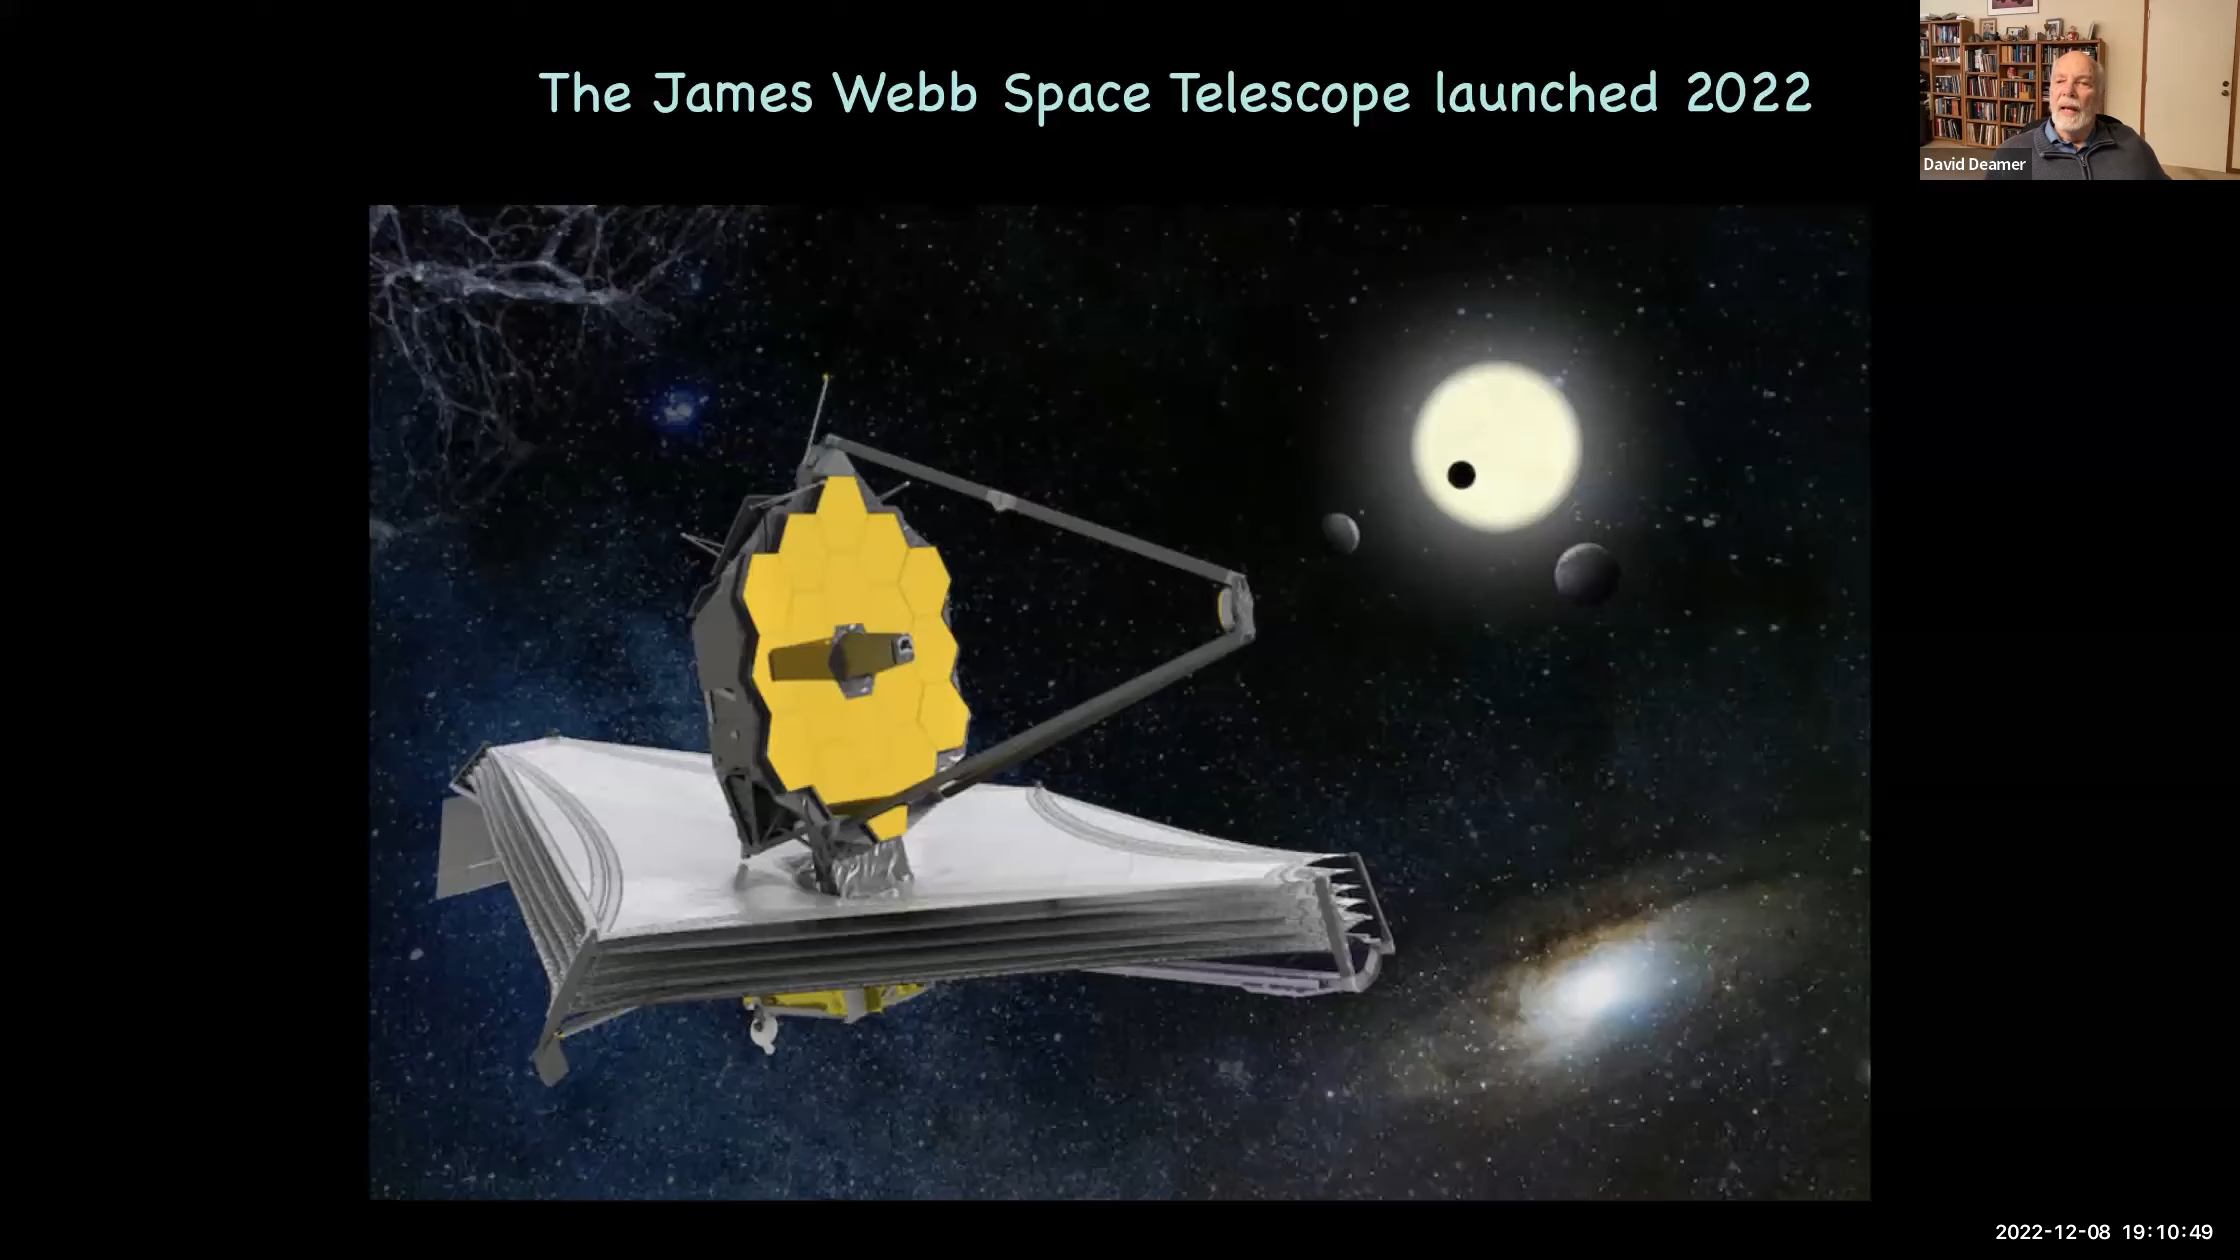 The James Webb Space Telescope launched 2022
David Deamer
2022-12-08 19:10:49